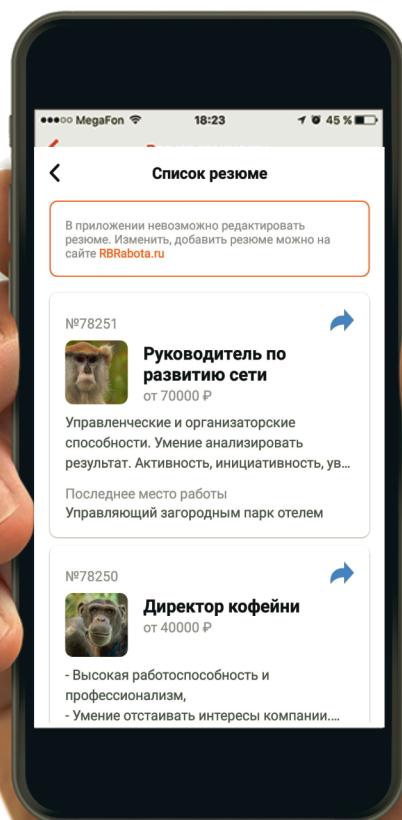 MegaFon 18:23 45 %
Список резюме
В приложении невозможно редактировать
резюме. Изменить, добавить резюме можно на
сайте RBRabota.ru
№78251
Руководитель по
развитию сети
от 70000 ₽
Управленческие и организаторские
способности. Умение анализировать
результат. Активность, инициативность, ув...
Последнее место работы
Управляющий загородным парк отелем
№78250
Директор кофейни
от 40000 ₽
- Высокая работоспособность и
профессионализм,
- Умение отстаивать интересы компании....